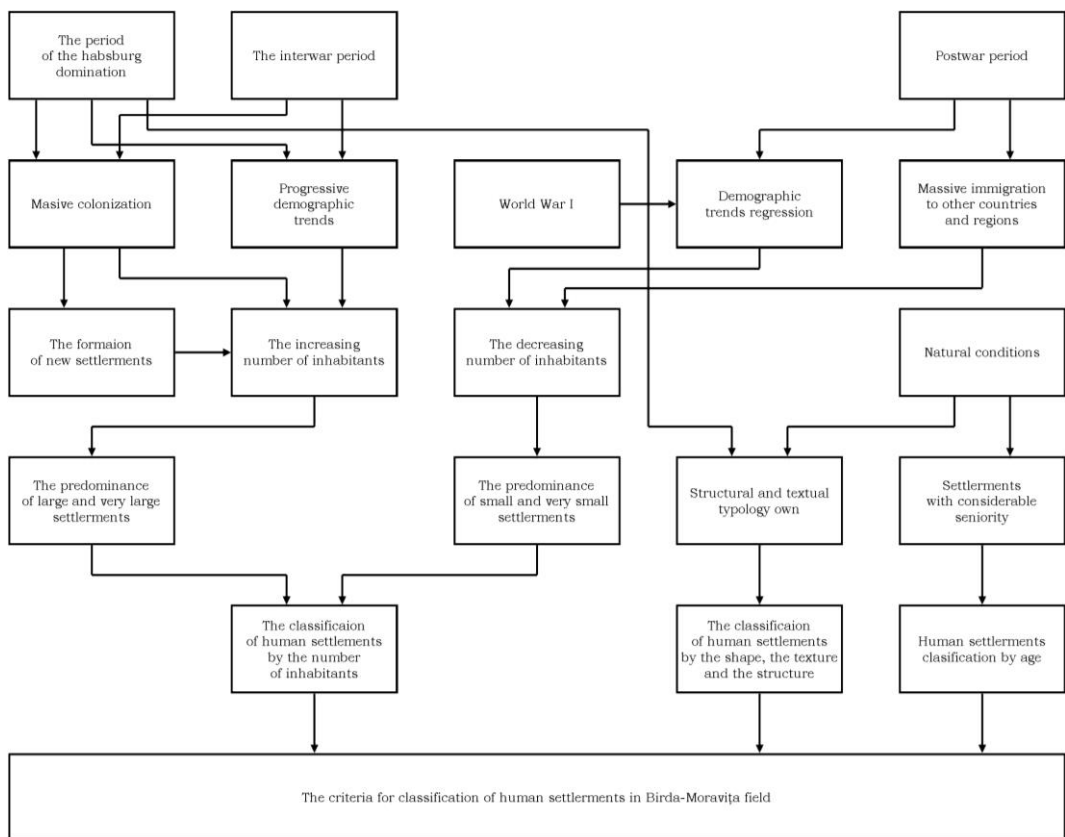 The period
of the habsburg
domination
The interwar period
Postwar period
Masive colonization
Progressive
demographic
trends
World War I
Demographic
trends regression
Massive immigration
to other countries
and regions
The formaion
of new settlerments
The increasing
number of inhabitants
The decreasing
number of inhabitants
Natural conditions
The predominance
of large and very large
settlerments
The predominance
of small and very small
settlerments
Structural and textual
typology own
Settlerments
with considerable
seniority
The classificaion
of human settlements
by the number
of inhabitants
The classificaion
of human settlements
by the shape, the texture
and the structure
Human settlerments
clasification by age
The criteria for classification of human settlerments in Birda-Moravița field